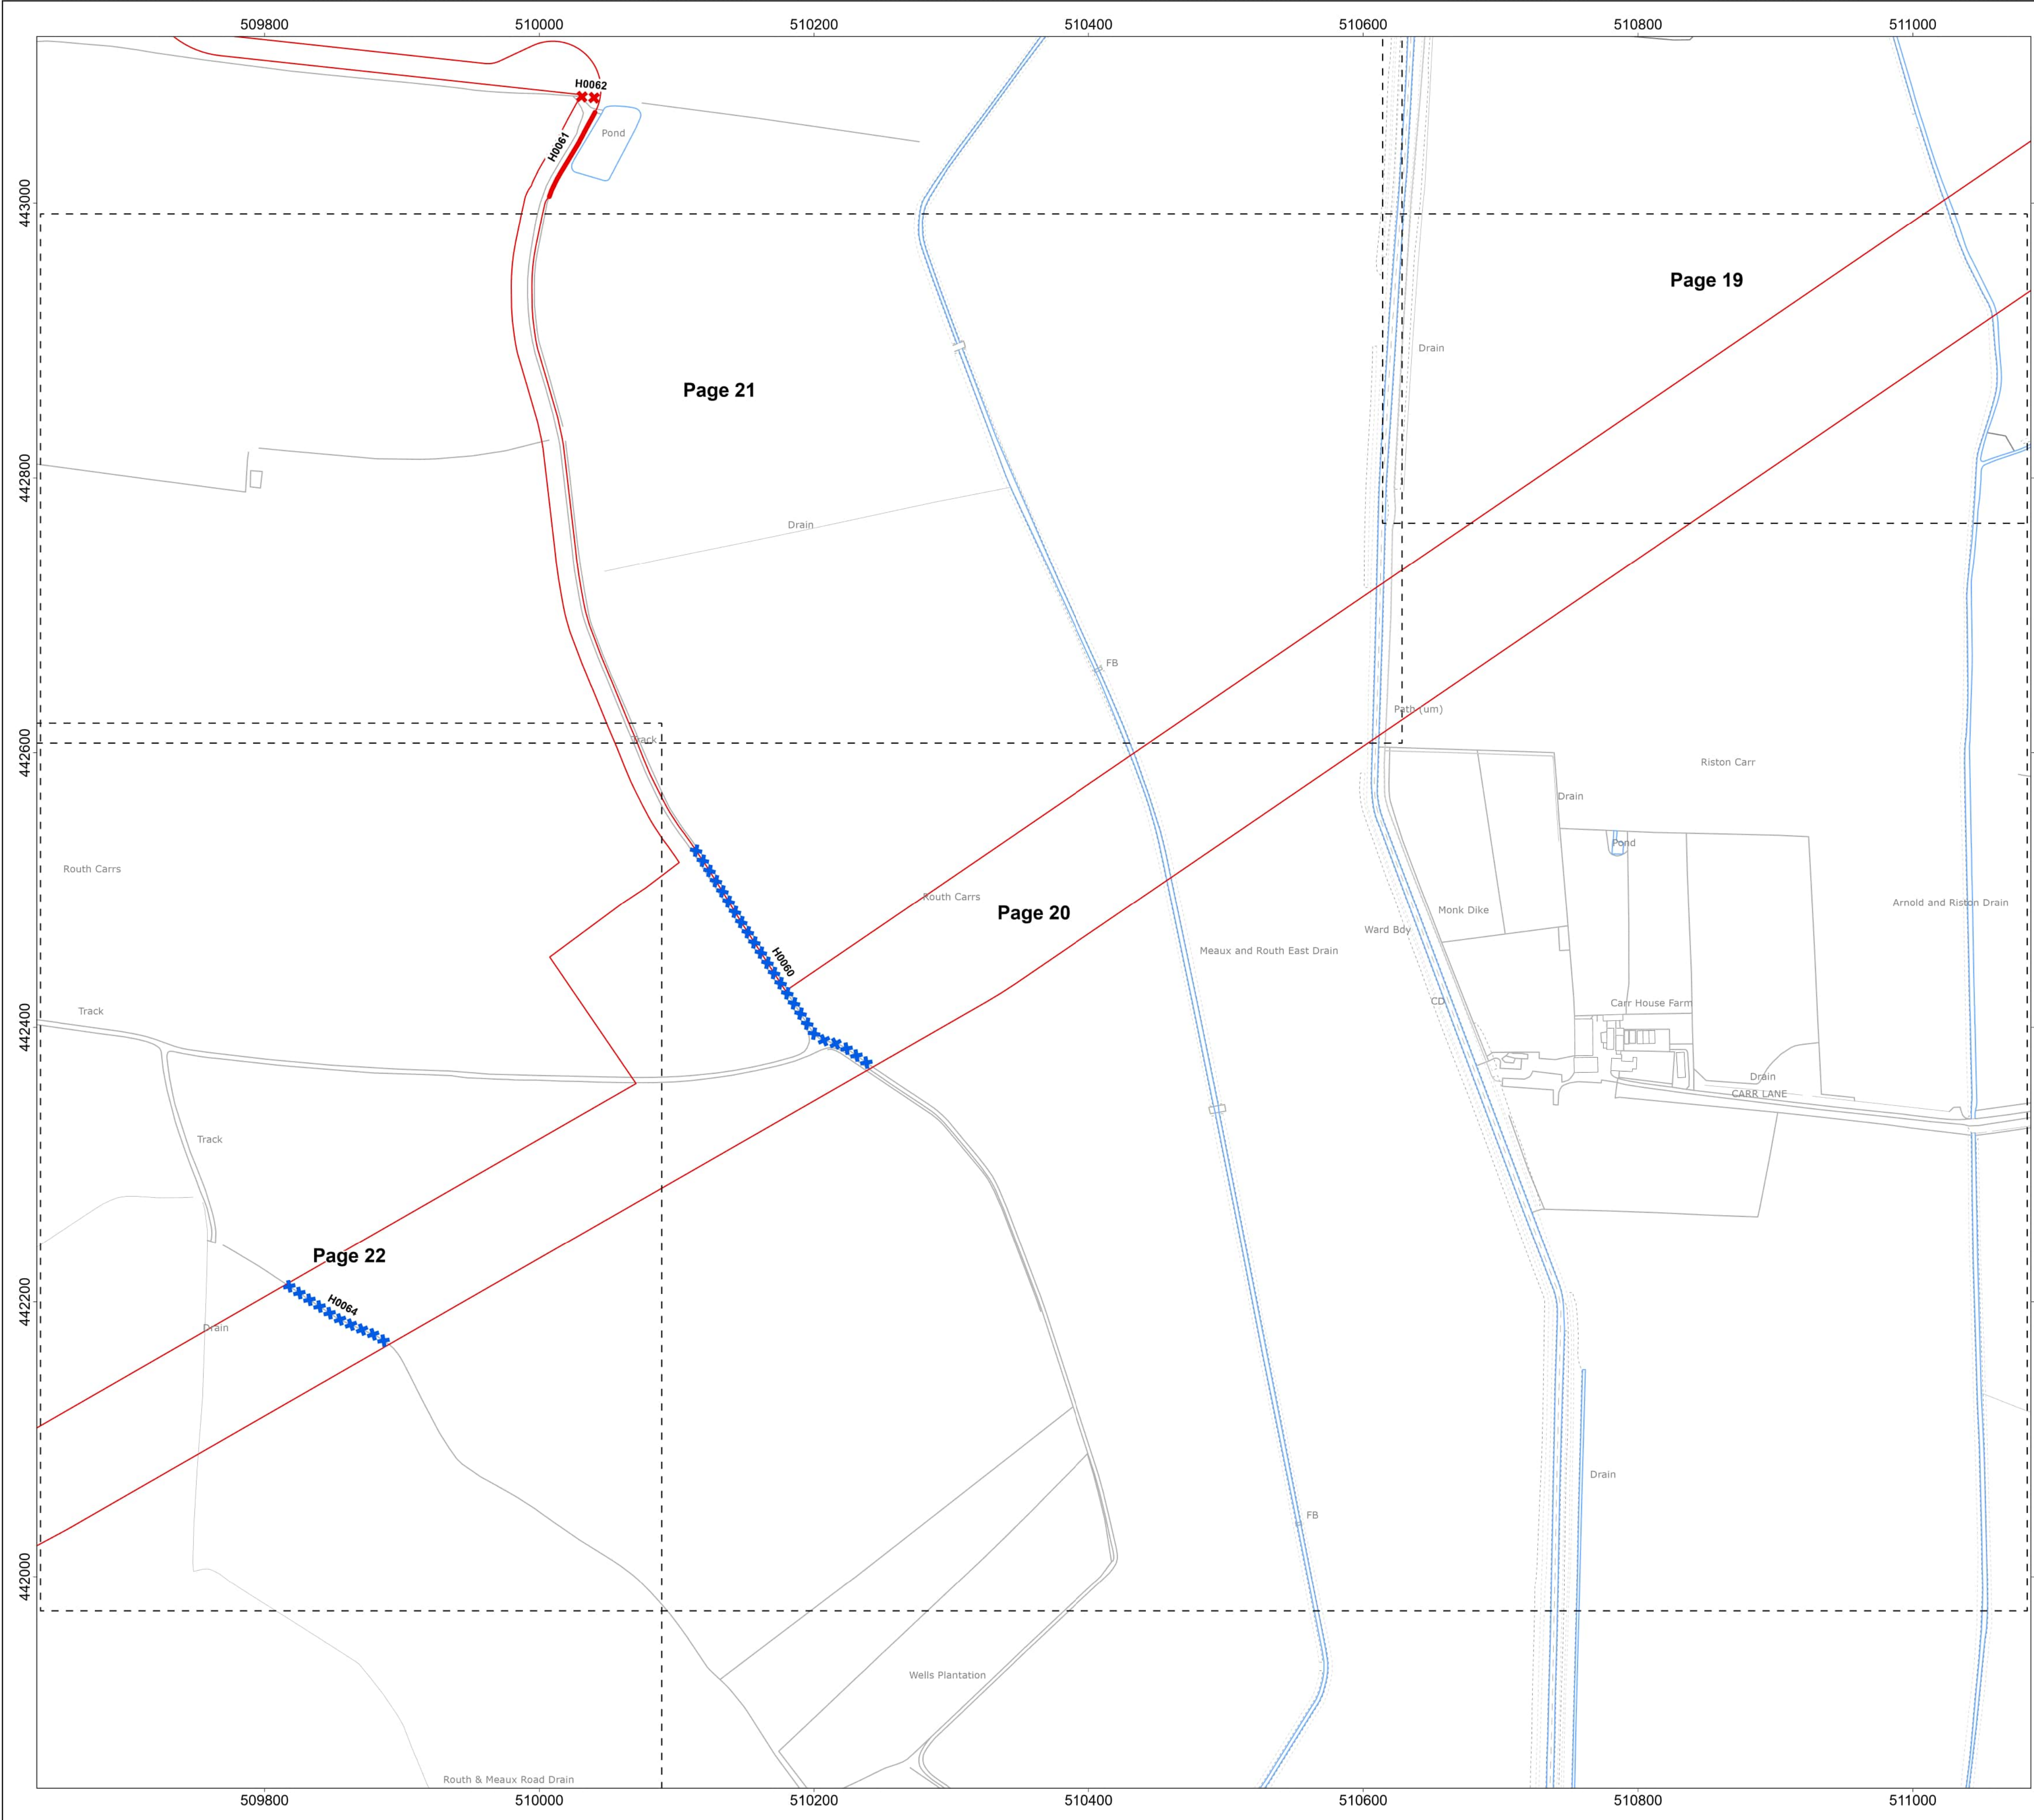 509800 510000 510200 510400 510600 510800 511000
H0062
Pond
H0061
443000
Page 19
Drain
Page 21
442800
Drain
FB
Path (um)
Track
442600
Riston Carr
Drain
Pond
Routh Carrs
Routh Carrs
Page 20
Monk Dike
Arnold and Riston Drain
Ward Bdy
Meaux and Routh East Drain
H0060
CD
Carr House Farm
Track
442400
Drain
CARR LANE
Track
Page 22
442200
H0064
Drain
Drain
FB
442000
Wells Plantation
Routh & Meaux Road Drain
509800 510000 510200 510400 510600 510800 511000